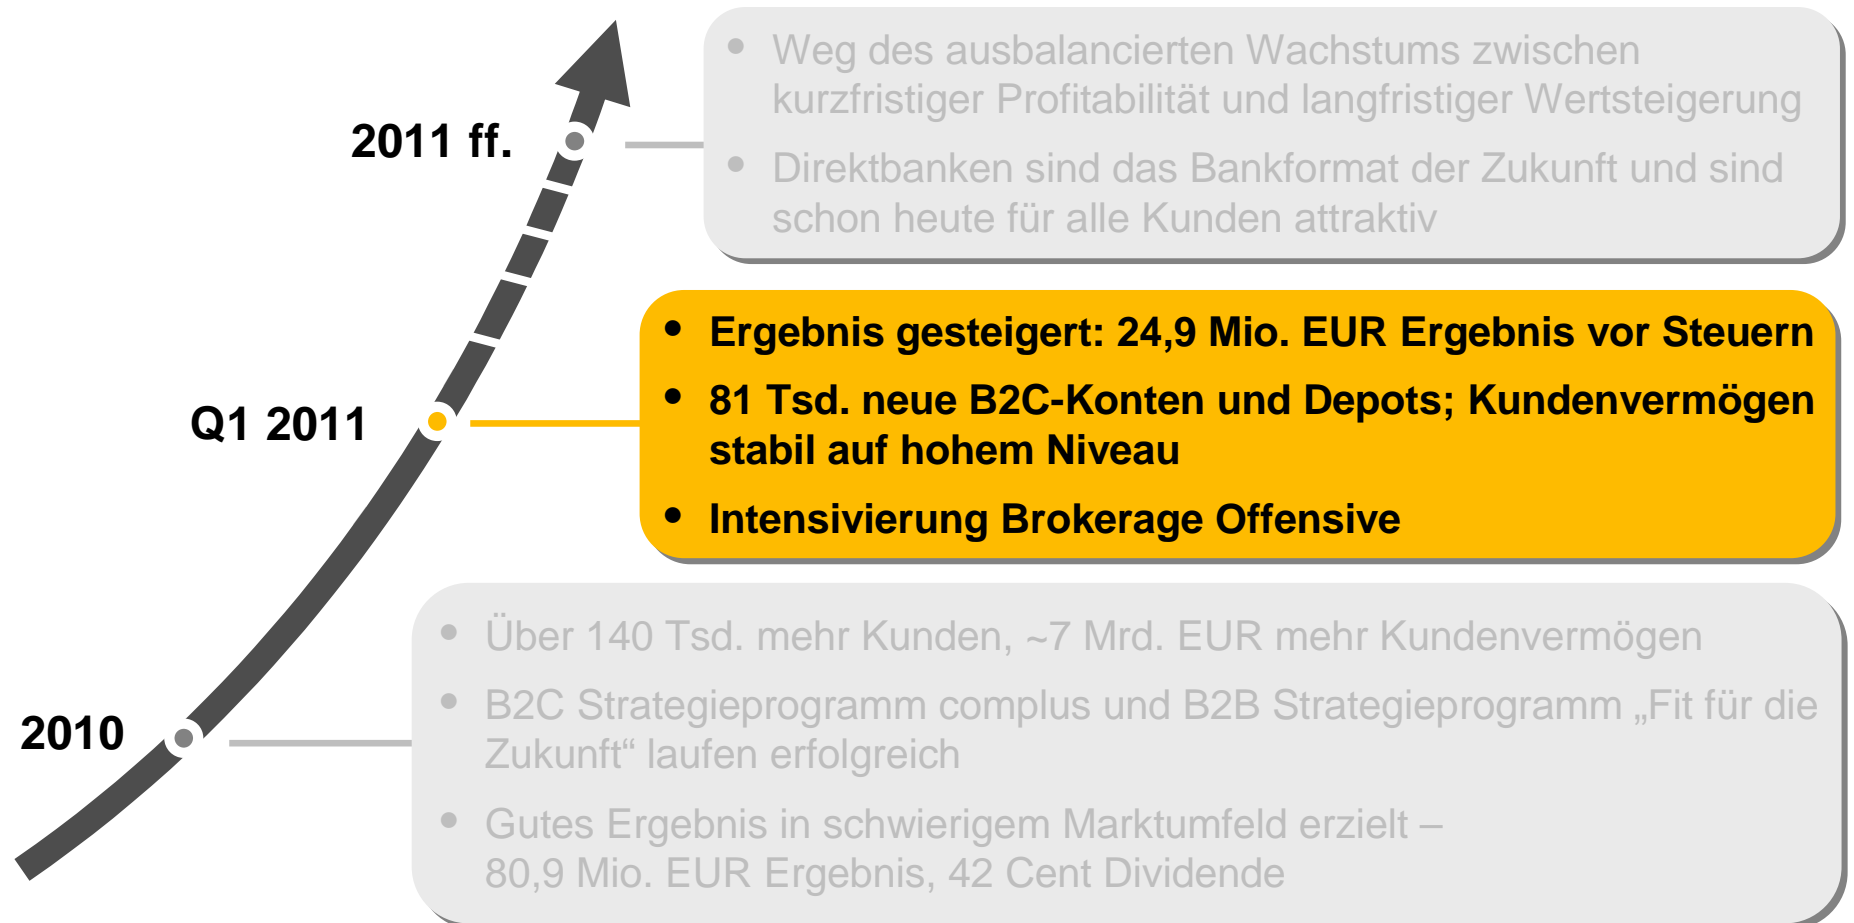 2011 ff.
• Weg des ausbalancierten Wachstums zwischen
kurzfristiger Profitabilität und langfristiger Wertsteigerung
• Direktbanken sind das Bankformat der Zukunft und sind
schon heute für alle Kunden attraktiv
Q1 2011
• Ergebnis gesteigert: 24,9 Mio. EUR Ergebnis vor Steuern
• 81 Tsd. neue B2C-Konten und Depots; Kundenvermögen
stabil auf hohem Niveau
• Intensivierung Brokerage Offensive
2010
• Über 140 Tsd. mehr Kunden, ~7 Mrd. EUR mehr Kundenvermögen
• B2C Strategieprogramm complus und B2B Strategieprogramm „Fit für die
Zukunft“ laufen erfolgreich
• Gutes Ergebnis in schwierigem Marktumfeld erzielt –
80,9 Mio. EUR Ergebnis, 42 Cent Dividende